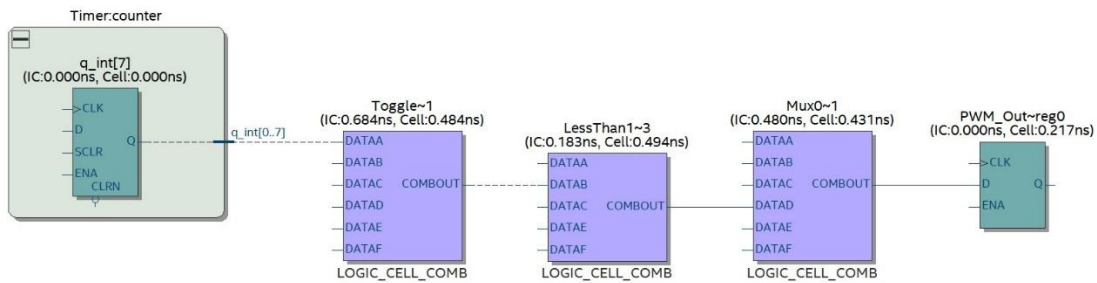 Timer:counter
q_int[7]
(IC:0.000ns, Cell:0.000ns)
CLK
D
SCLR
ENA
CLRN
Q
q_int[0..7]
Toggle~1
(IC:0.684ns, Cell:0.484ns)
DATAA
DATAB
DATAC
DATAD
DATAE
DATAF
COMBOUT
LOGIC_CELL_COMB
LessThan1~3
(IC:0.183ns, Cell:0.494ns)
DATAA
DATAB
DATAC
DATAE
DATAF
COMBOUT
LOGIC_CELL_COMB
Mux0~1
(IC:0.480ns, Cell:0.431ns)
DATAA
DATAB
DATAC
DATAD
DATAE
DATAF
COMBOUT
LOGIC_CELL_COMB
PWM_Out~reg0
(IC:0.000ns, Cell:0.217ns)
CLK
D
ENA
Q